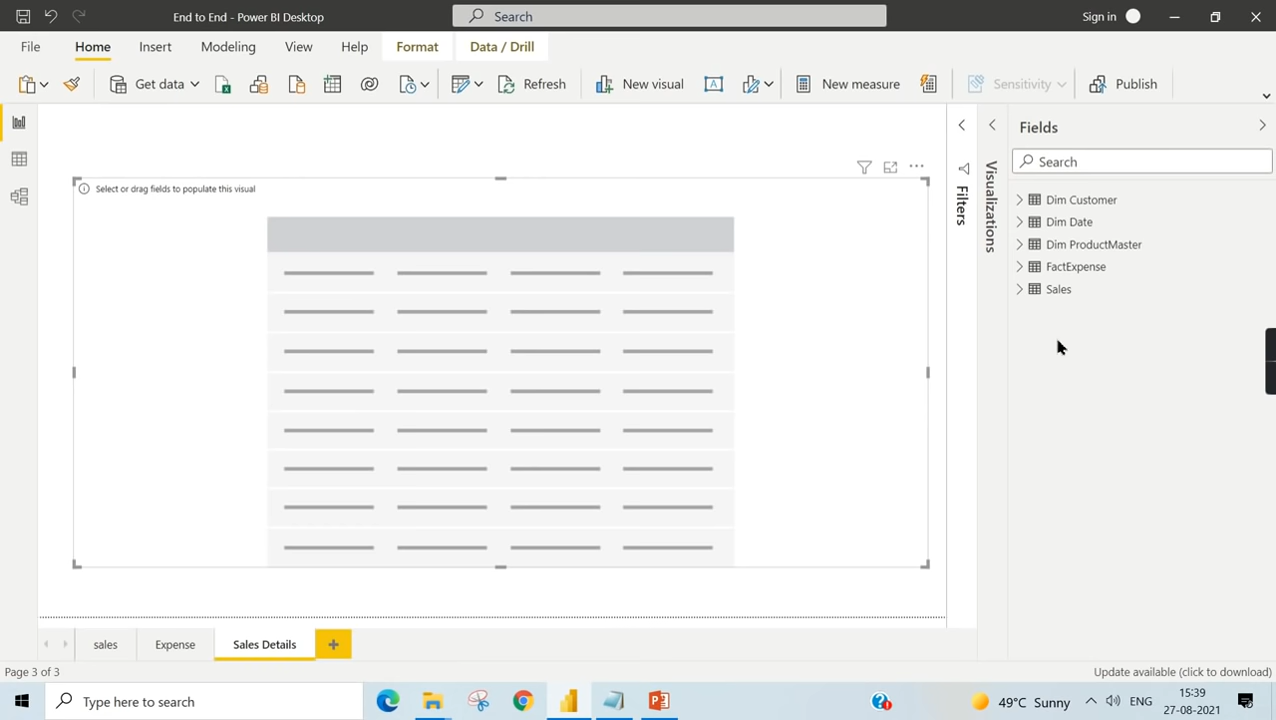 End to End - Power BI Desktop
Search
Sign in
File
Home
Insert
Modeling
View
Help
Format
Data / Drill
Get data
Refresh
New visual
New measure
Sensitivity
Publish
Select or drag fields to populate this visual
Filters
Visualizations
Fields
Search
Dim Customer
Dim Date
Dim ProductMaster
FactExpense
Sales
sales
Expense
Sales Details
Page 3 of 3
Update available (click to download)
Type here to search
49°C Sunny
ENG
15:39
27-08-2021